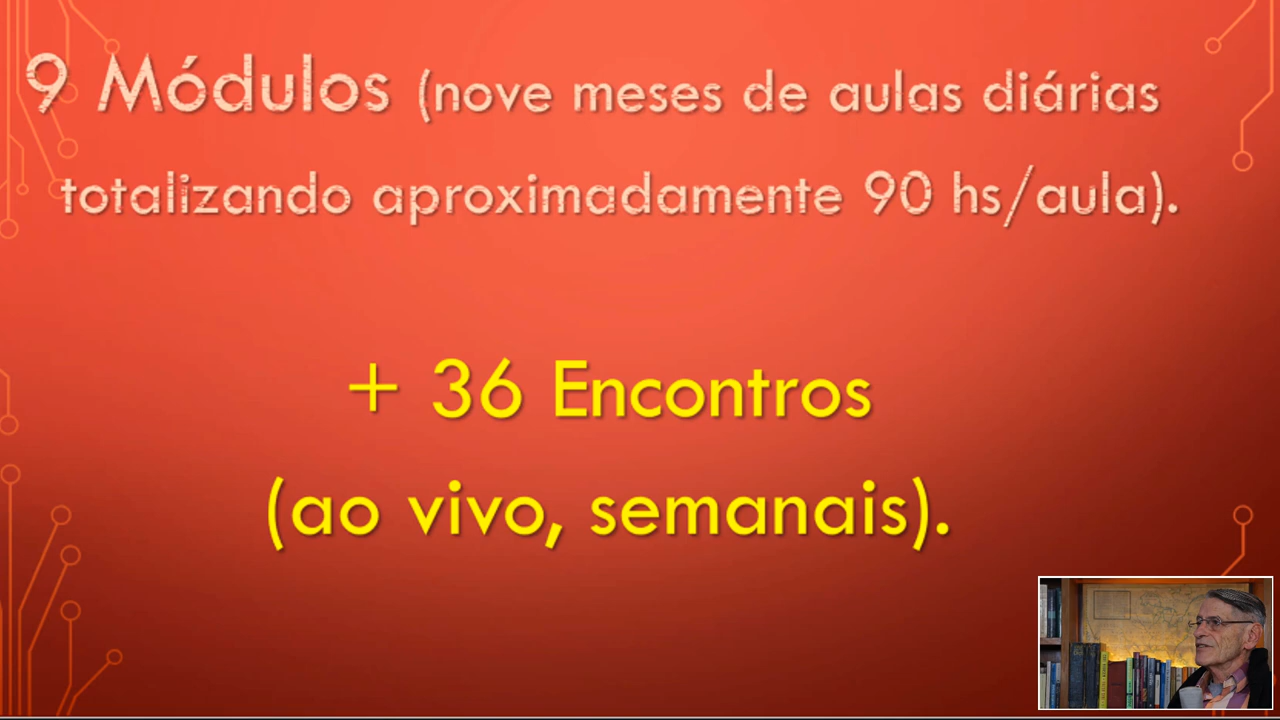 9 Módulos (nove meses de aulas diárias
totalizando aproximadamente 90 hs/aula).
+ 36 Encontros
(ao vivo, semanais).